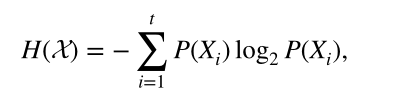 H(𝒳) = − ∑_{i=1}^{t} P(X_i) log_2 P(X_i),